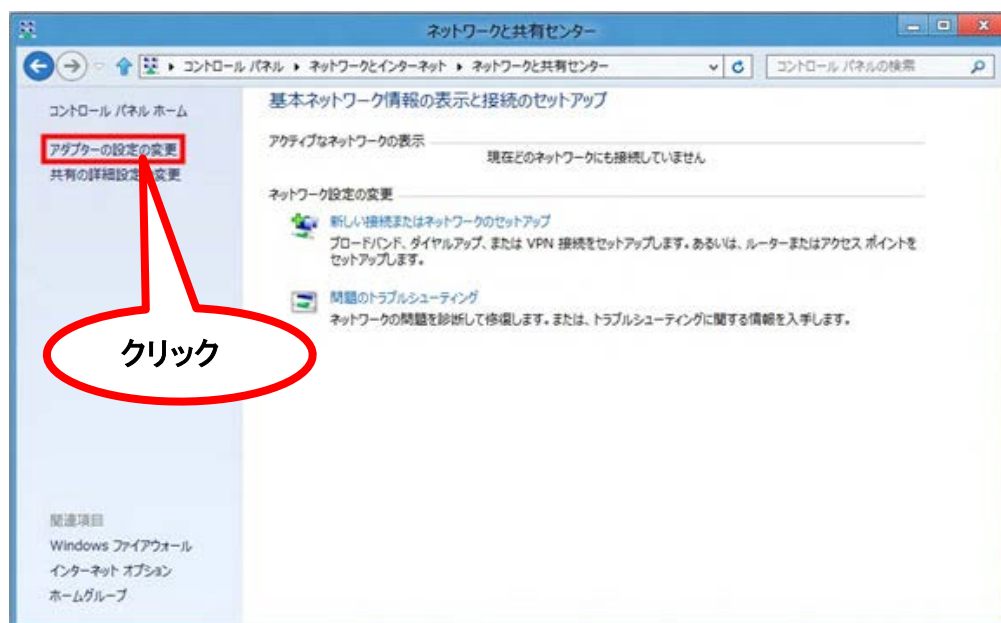 ネットワークと共有センター
コントロール パネル ▸ ネットワークとインターネット ▸ ネットワークと共有センター
コントロール パネルの検索
コントロール パネル ホーム
アダプターの設定の変更
共有の詳細設定の変更
基本ネットワーク情報の表示と接続のセットアップ
アクティブなネットワークの表示
現在どのネットワークにも接続していません
ネットワーク設定の変更
新しい接続またはネットワークのセットアップ
ブロードバンド、ダイヤルアップ、または VPN 接続をセットアップします。あるいは、ルーターまたはアクセス ポイントを
セットアップします。
問題のトラブルシューティング
ネットワークの問題を診断して修復します。または、トラブルシューティングに関する情報を入手します。
クリック
関連項目
Windows ファイアウォール
インターネット オプション
ホームグループ